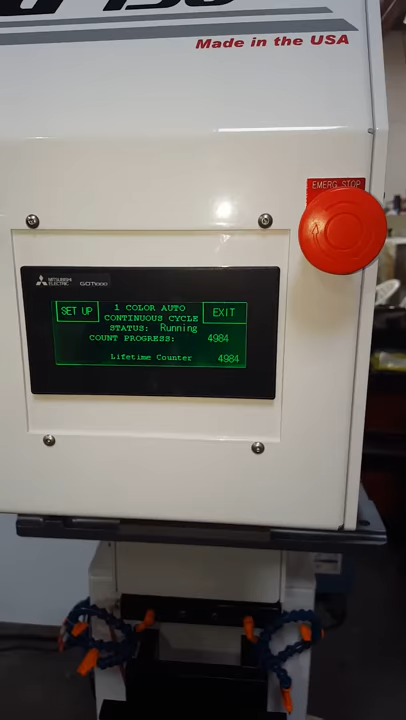 Made in the USA
EMERG. STOP
MITSUBISHI
ELECTRIC
GOT1000
SET UP
1 COLOR AUTO
CONTINUOUS CYCLE
EXIT
STATUS: Running
COUNT PROGRESS: 4984
Lifetime Counter 4984